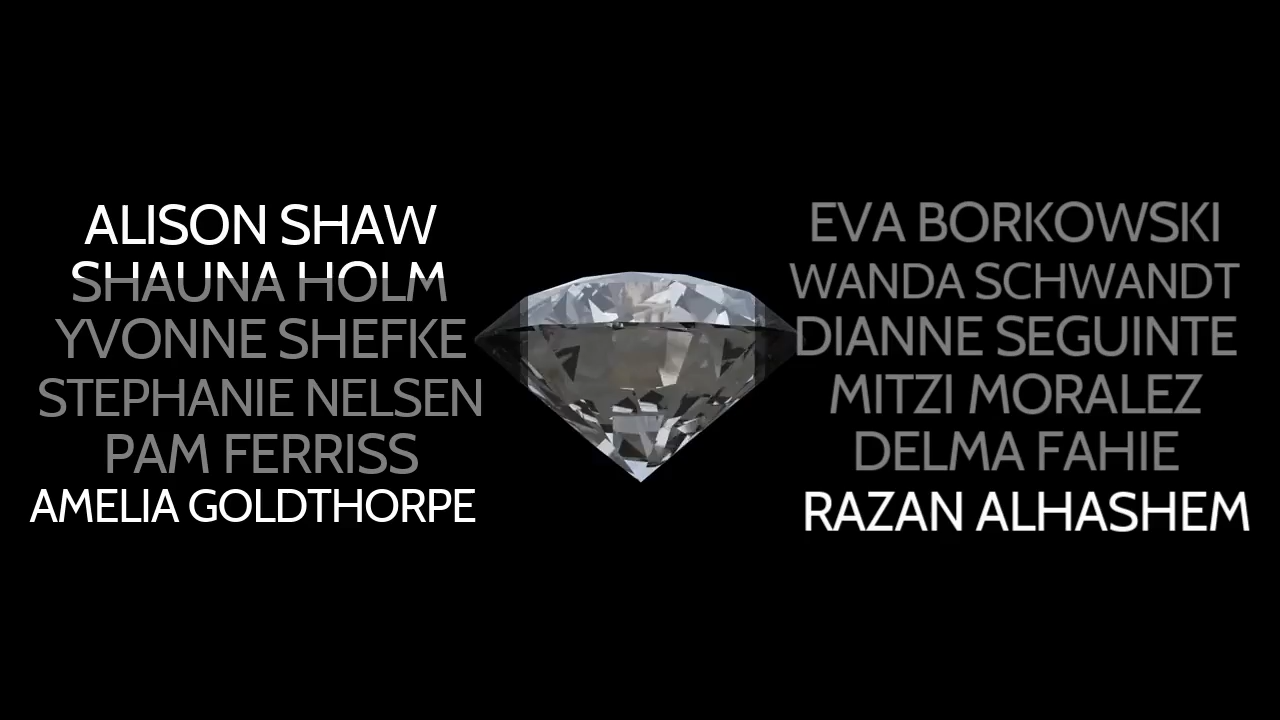 ALISON SHAW
SHAUNA HOLM
YVONNE SHEFKE
STEPHANIE NELSEN
PAM FERRISS
AMELIA GOLDTHORPE
EVA BORKOWSKI
WANDA SCHWANDT
DIANNE SEGUINTE
MITZI MORALEZ
DELMA FAHIE
RAZAN ALHASHEM